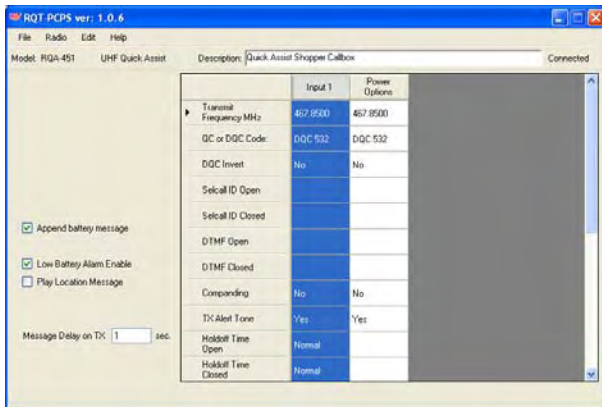 RQT-PCPS ver: 1.0.6
File Radio Edit Help
Model: RQA-451 UHF Quick Assist Description: Quick Assist Shopper Callbox Connected
Input 1 Power Options
Transmit Frequency MHz 467.8500 467.8500
QC or DQC Code: DQC 532 DQC 532
DQC Invert No No
Selcall ID Open
Selcall ID Closed
DTMF Open
DTMF Closed
Companding No No
TX Alert Tone Yes Yes
Holdoff Time Open Normal
Holdoff Time Closed Normal
Append battery message
Low Battery Alarm Enable
Play Location Message
Message Delay on TX 1 sec.